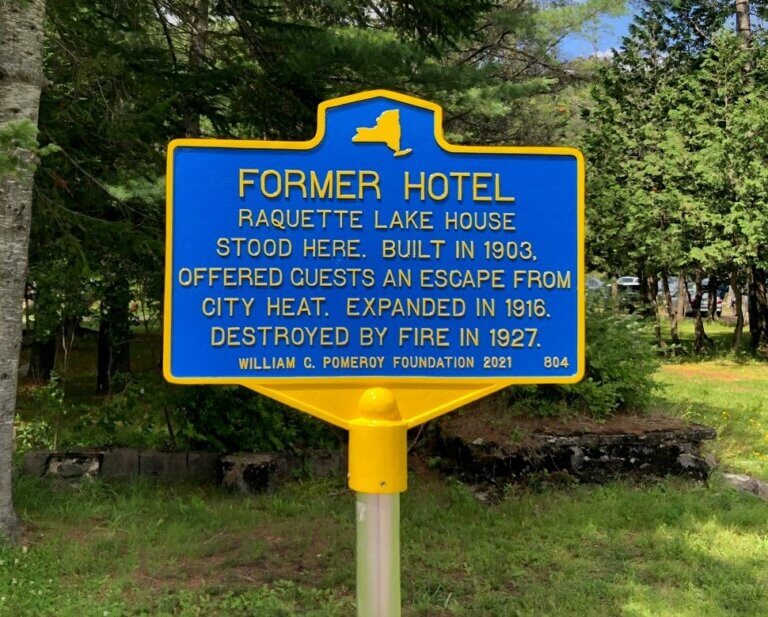 FORMER HOTEL
RAQUETTE LAKE HOUSE
STOOD HERE. BUILT IN 1903,
OFFERED GUESTS AN ESCAPE FROM
CITY HEAT. EXPANDED IN 1916.
DESTROYED BY FIRE IN 1927.
WILLIAM G. POMEROY FOUNDATION 2021 804